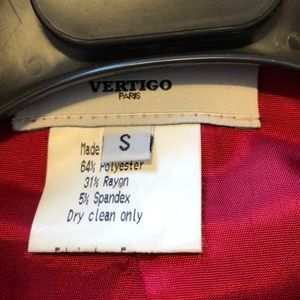 VERTIGO
PARIS
S
Made
64% Polyester
31% Rayon
5% Spandex
Dry clean only